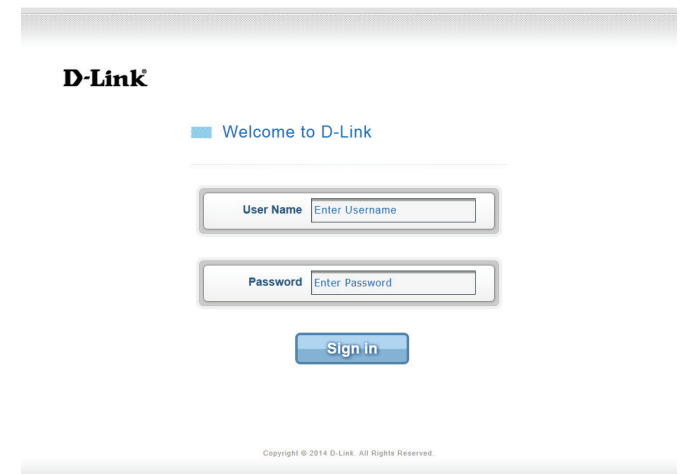 D-Link®
Welcome to D-Link
User Name Enter Username
Password Enter Password
Sign in
Copyright © 2014 D-Link. All Rights Reserved.